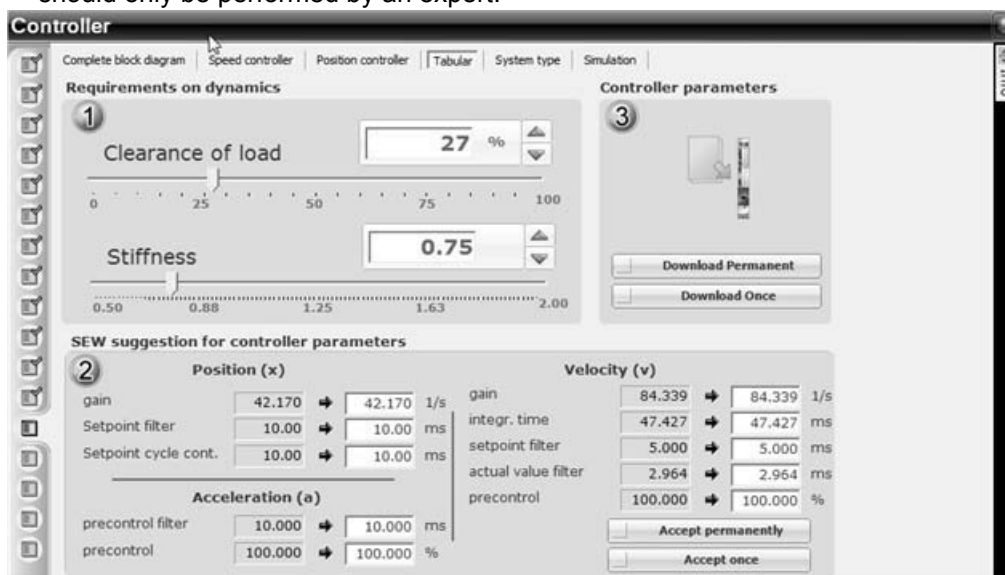 should only be performed by an expert.
Controller
Complete block diagram Speed controller Position controller Tabular System type Simulation
Requirements on dynamics
1
Clearance of load
27 %
0 25 50 75 100
Stiffness
0.75
0.50 0.88 1.25 1.63 2.00
Controller parameters
3
Download Permanent
Download Once
SEW suggestion for controller parameters
2
Position (x)
gain 42.170 42.170 1/s
Setpoint filter 10.00 10.00 ms
Setpoint cycle cont. 10.00 10.00 ms
Acceleration (a)
precontrol filter 10.000 10.000 ms
precontrol 100.000 100.000 %
Velocity (v)
gain 84.339 84.339 1/s
integr. time 47.427 47.427 ms
setpoint filter 5.000 5.000 ms
actual value filter 2.964 2.964 ms
precontrol 100.000 100.000 %
Accept permanently
Accept once